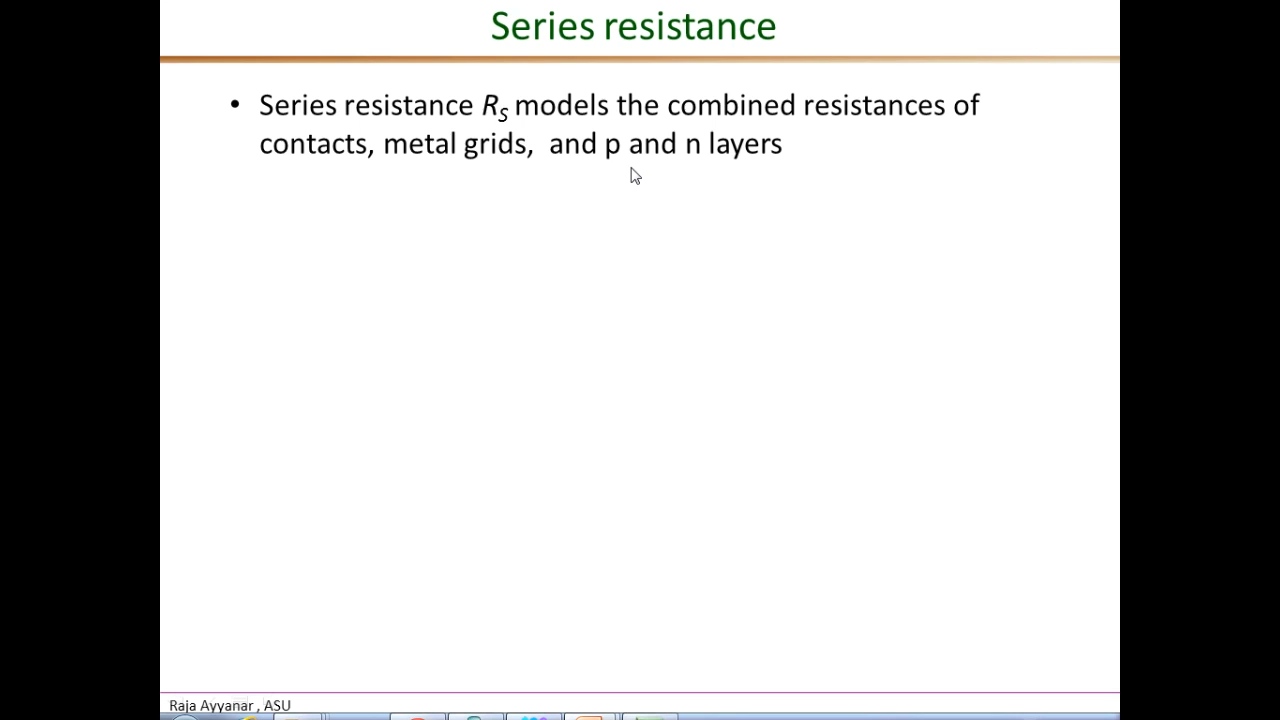 Series resistance
• Series resistance RS models the combined resistances of
contacts, metal grids,  and p and n layers
Raja Ayyanar , ASU